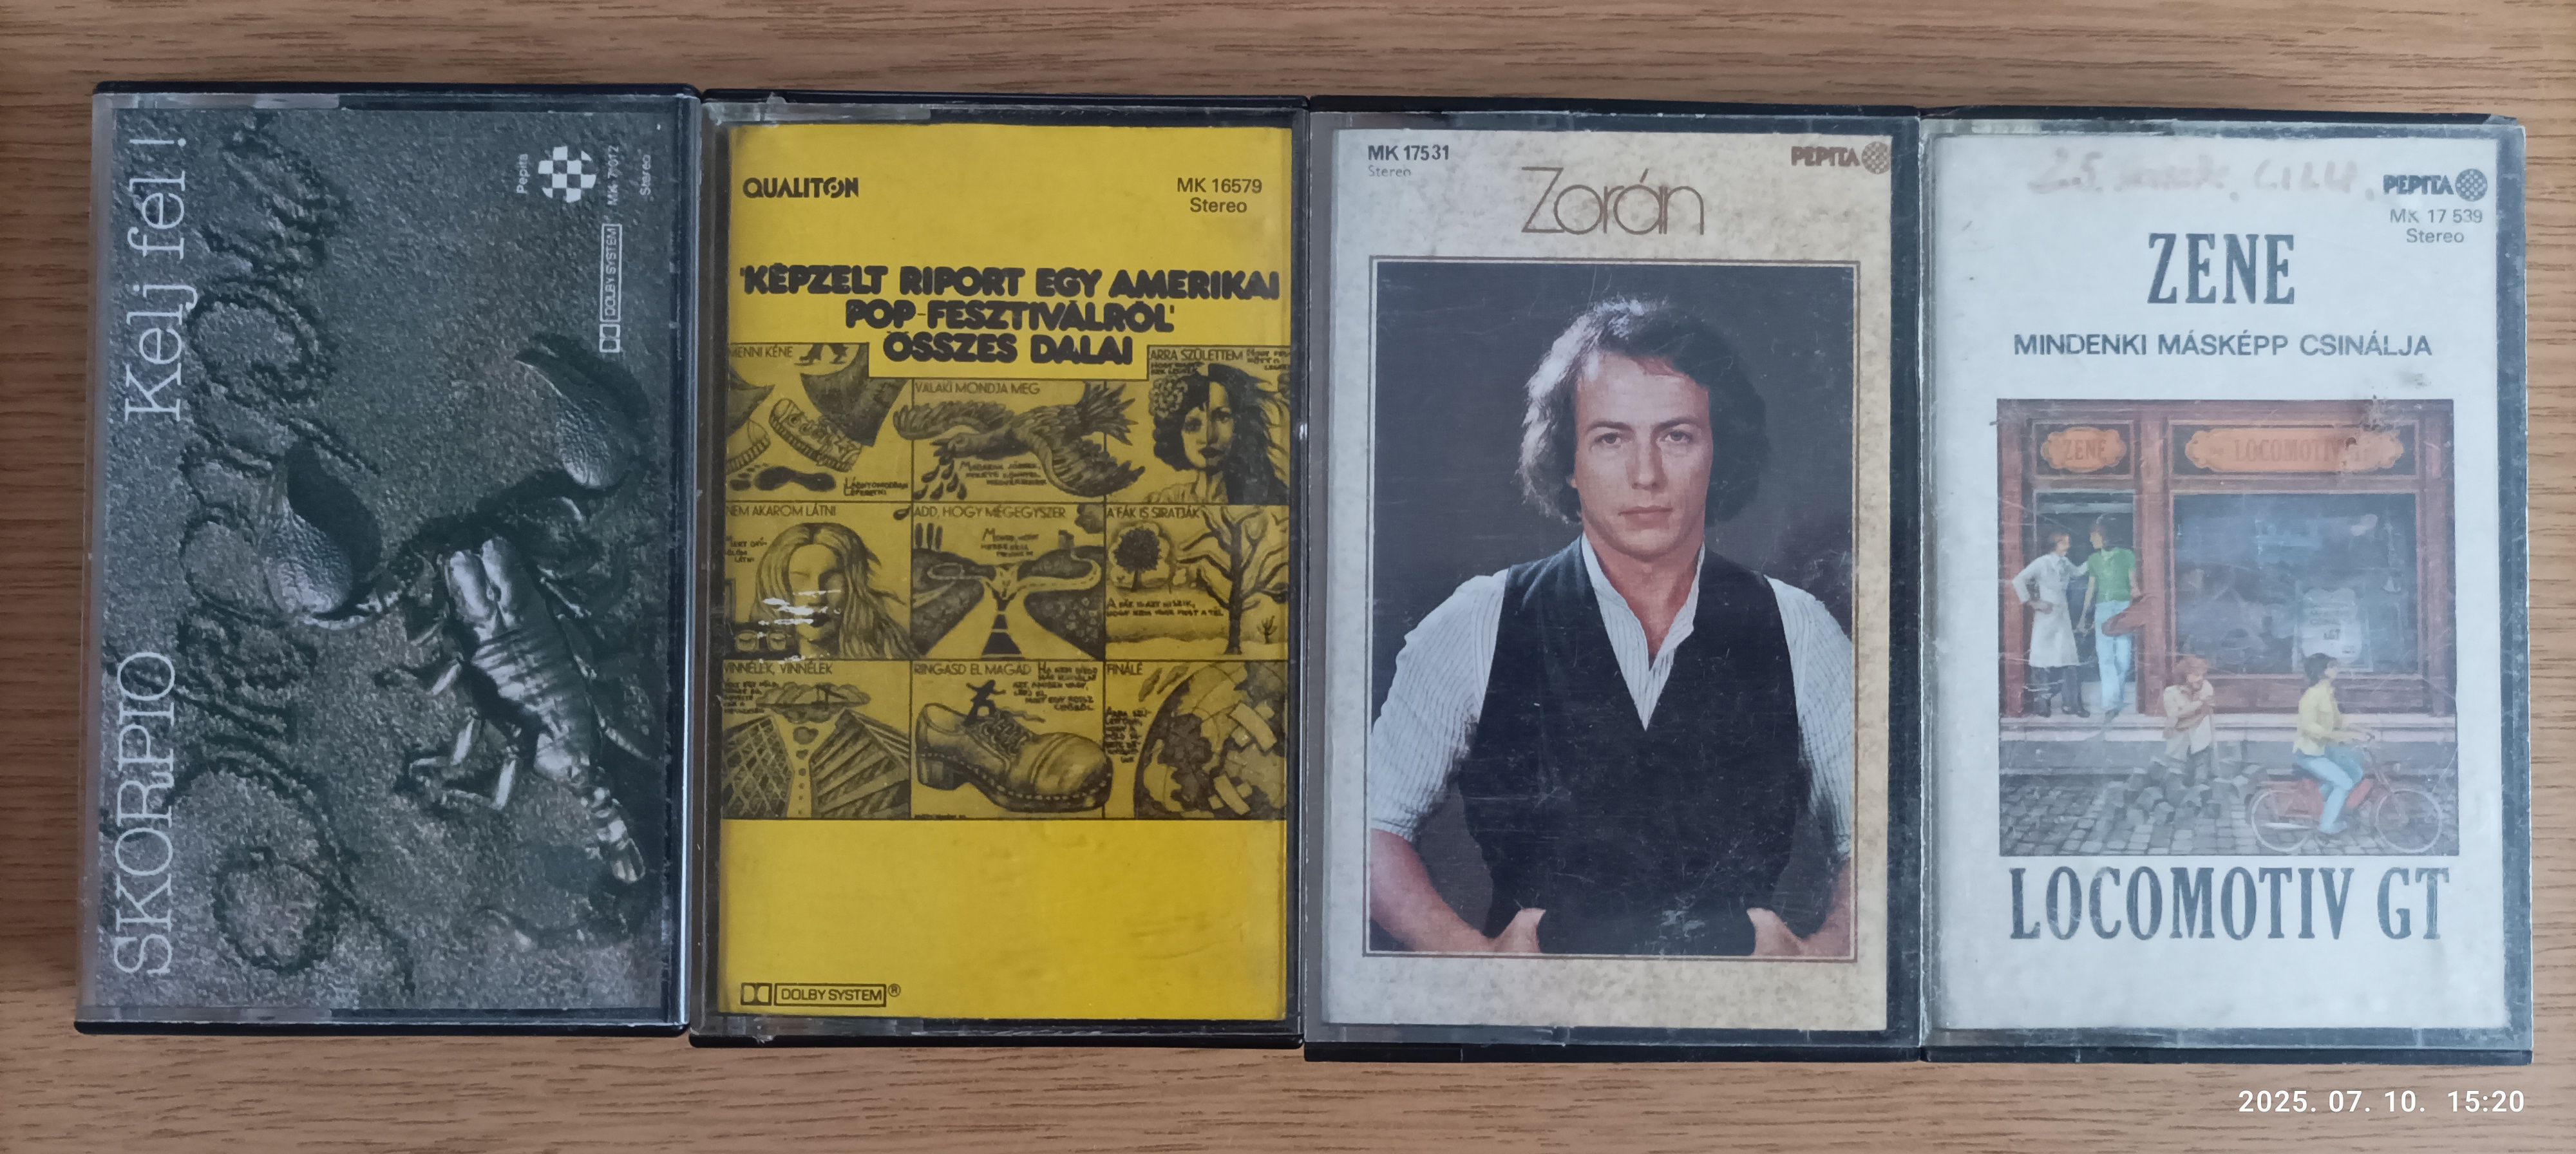 SKORPIO Kelj fel!
Pepita
MK 71012
Stereo
DOLBY SYSTEM
QUALITON
MK 16579
Stereo
'KÉPZELT RIPORT EGY AMERIKAI
POP-FESZTIVÁLRÓL'
ÖSSZES DALAI
MENNI KÉNE
VALAKI MONDJA MEG
ARRA SZÜLETTEM
NEM AKAROM LÁTNI
ADD, HOGY MÉGEGYSZER
A FÁK IS SIRATJÁK
VINNÉLEK, VINNÉLEK
RINGASD EL MAGAD
FINÁLÉ
DOLBY SYSTEM®
MK 17531
Stereo
PEPITA
Zorán
PEPITA
MK 17 539
Stereo
ZENE
MINDENKI MÁSKÉPP CSINÁLJA
ZENE
LOCOMOTIV GT
2025. 07. 10. 15:20